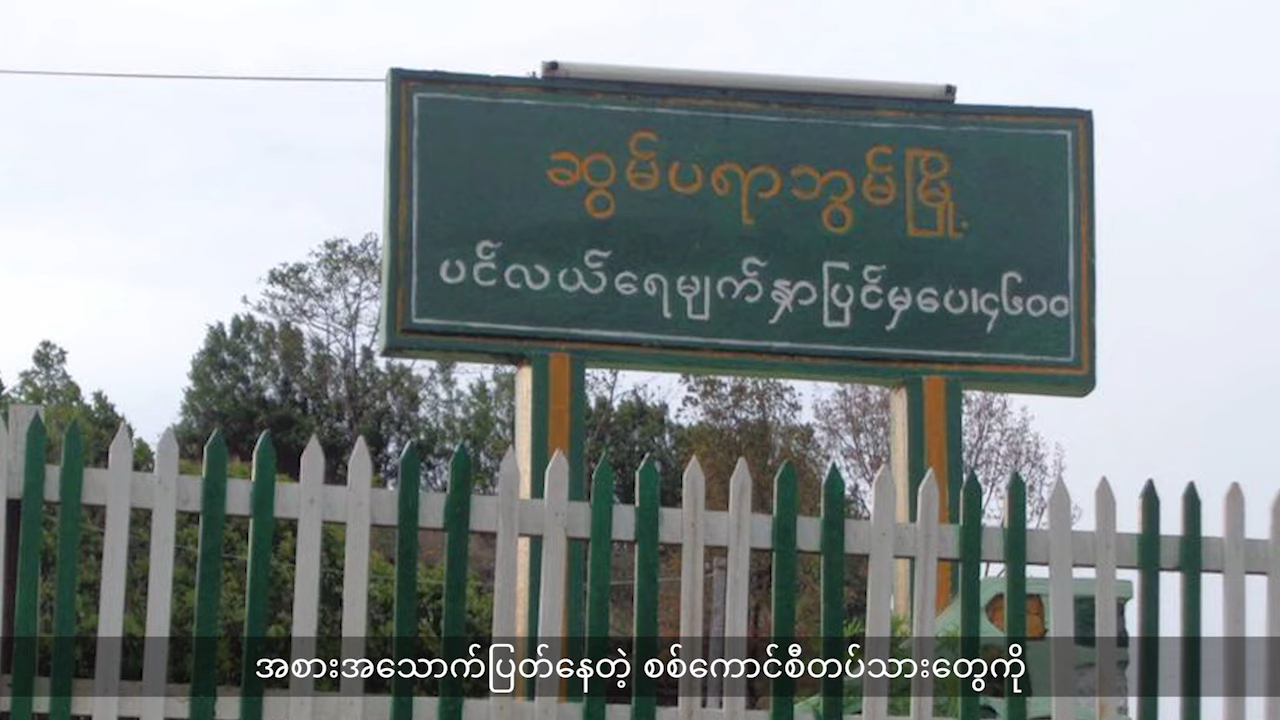 ဆွမ်ပရာဘွမ်မြို့.
ပင်လယ်ရေမျက်နှာပြင်မှပေ၊၄၆၀၀
အစားအသောက်ပြတ်နေတဲ့ စစ်ကောင်စီတပ်သားတွေကို